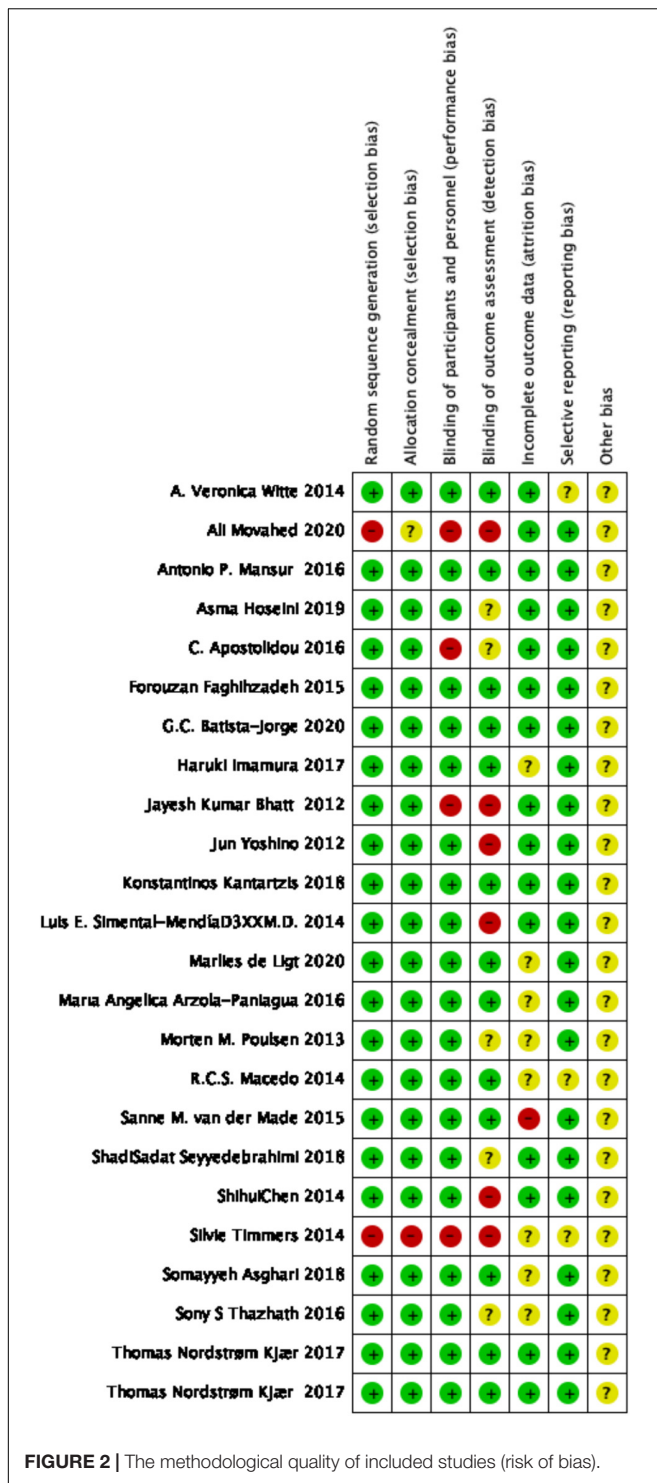 Random sequence generation (selection bias)
Allocation concealment (selection bias)
Blinding of participants and personnel (performance bias)
Blinding of outcome assessment (detection bias)
Incomplete outcome data (attrition bias)
Selective reporting (reporting bias)
Other bias
A. Veronica Witte 2014 + + + + + ? ?
Ali Movahed 2020 - ? - - + + ?
Antonio P. Mansur 2016 + + + + + + ?
Asma Hoseini 2019 + + + ? + + ?
C. Apostolidou 2016 + + - ? + + ?
Forouzan Faghihzadeh 2015 + + + + + + ?
G.C. Batista-Jorge 2020 + + + + + + ?
Haruki Imamura 2017 + + + + ? + ?
Jayesh Kumar Bhatt 2012 + + - - + + ?
Jun Yoshino 2012 + + + - + + ?
Konstantinos Kantartzis 2018 + + + + + + ?
Luis E. Simental-MendíaD3XXM.D. 2014 + + + - + + ?
Marlies de Ligt 2020 + + + + ? + ?
Maria Angelica Arzola-Paniagua 2016 + + + + ? + ?
Morten M. Poulsen 2013 + + + ? ? + ?
R.C.S. Macedo 2014 + + + + ? ? ?
Sanne M. van der Made 2015 + + + + - + ?
ShadiSadat Seyyedebrahimi 2018 + + + ? + + ?
ShihuiChen 2014 + + + - + + ?
Silvie Timmers 2014 - - - - ? ? ?
Somayyeh Asghari 2018 + + + + ? + ?
Sony S Thazhath 2016 + + + ? ? + ?
Thomas Nordstrøm Kjær 2017 + + + + + + ?
Thomas Nordstrøm Kjær 2017 + + + + + + ?
FIGURE 2 | The methodological quality of included studies (risk of bias).